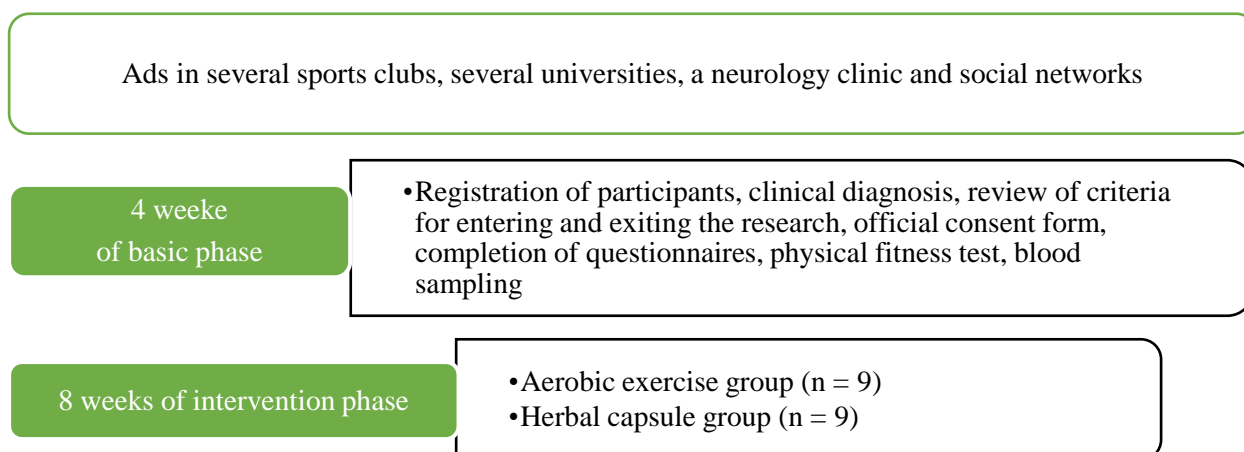 Ads in several sports clubs, several universities, a neurology clinic and social networks
4 weeke
of basic phase
•Registration of participants, clinical diagnosis, review of criteria
for entering and exiting the research, official consent form,
completion of questionnaires, physical fitness test, blood
sampling
8 weeks of intervention phase
•Aerobic exercise group (n = 9)
•Herbal capsule group (n = 9)